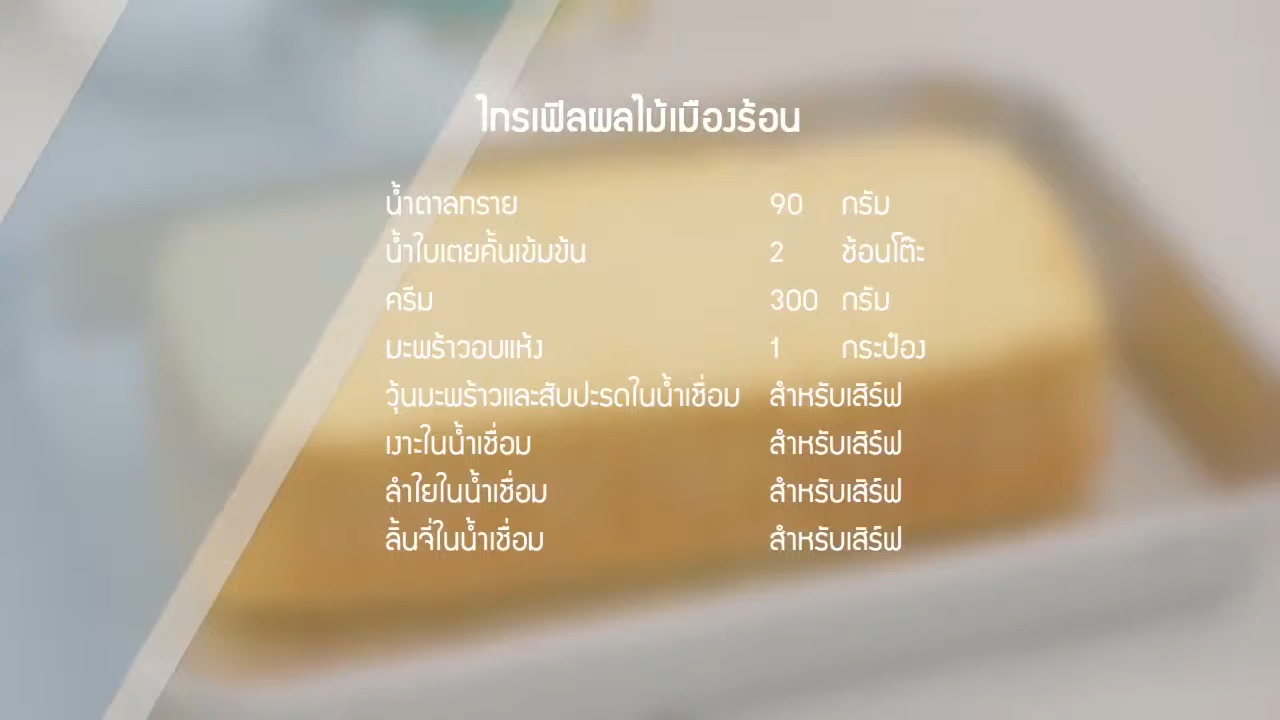 ไทรเฟิลผลไม้เมืองร้อน
น้ำตาลทราย 90 กรัม
น้ำใบเตยคั้นเข้มข้น 2 ช้อนโต๊ะ
ครีม 300 กรัม
มะพร้าวอบแห้ง 1 กระป๋อง
วุ้นมะพร้าวและสับปะรดในน้ำเชื่อม สำหรับเสิร์ฟ
เงาะในน้ำเชื่อม สำหรับเสิร์ฟ
ลำใยในน้ำเชื่อม สำหรับเสิร์ฟ
ลิ้นจี่ในน้ำเชื่อม สำหรับเสิร์ฟ